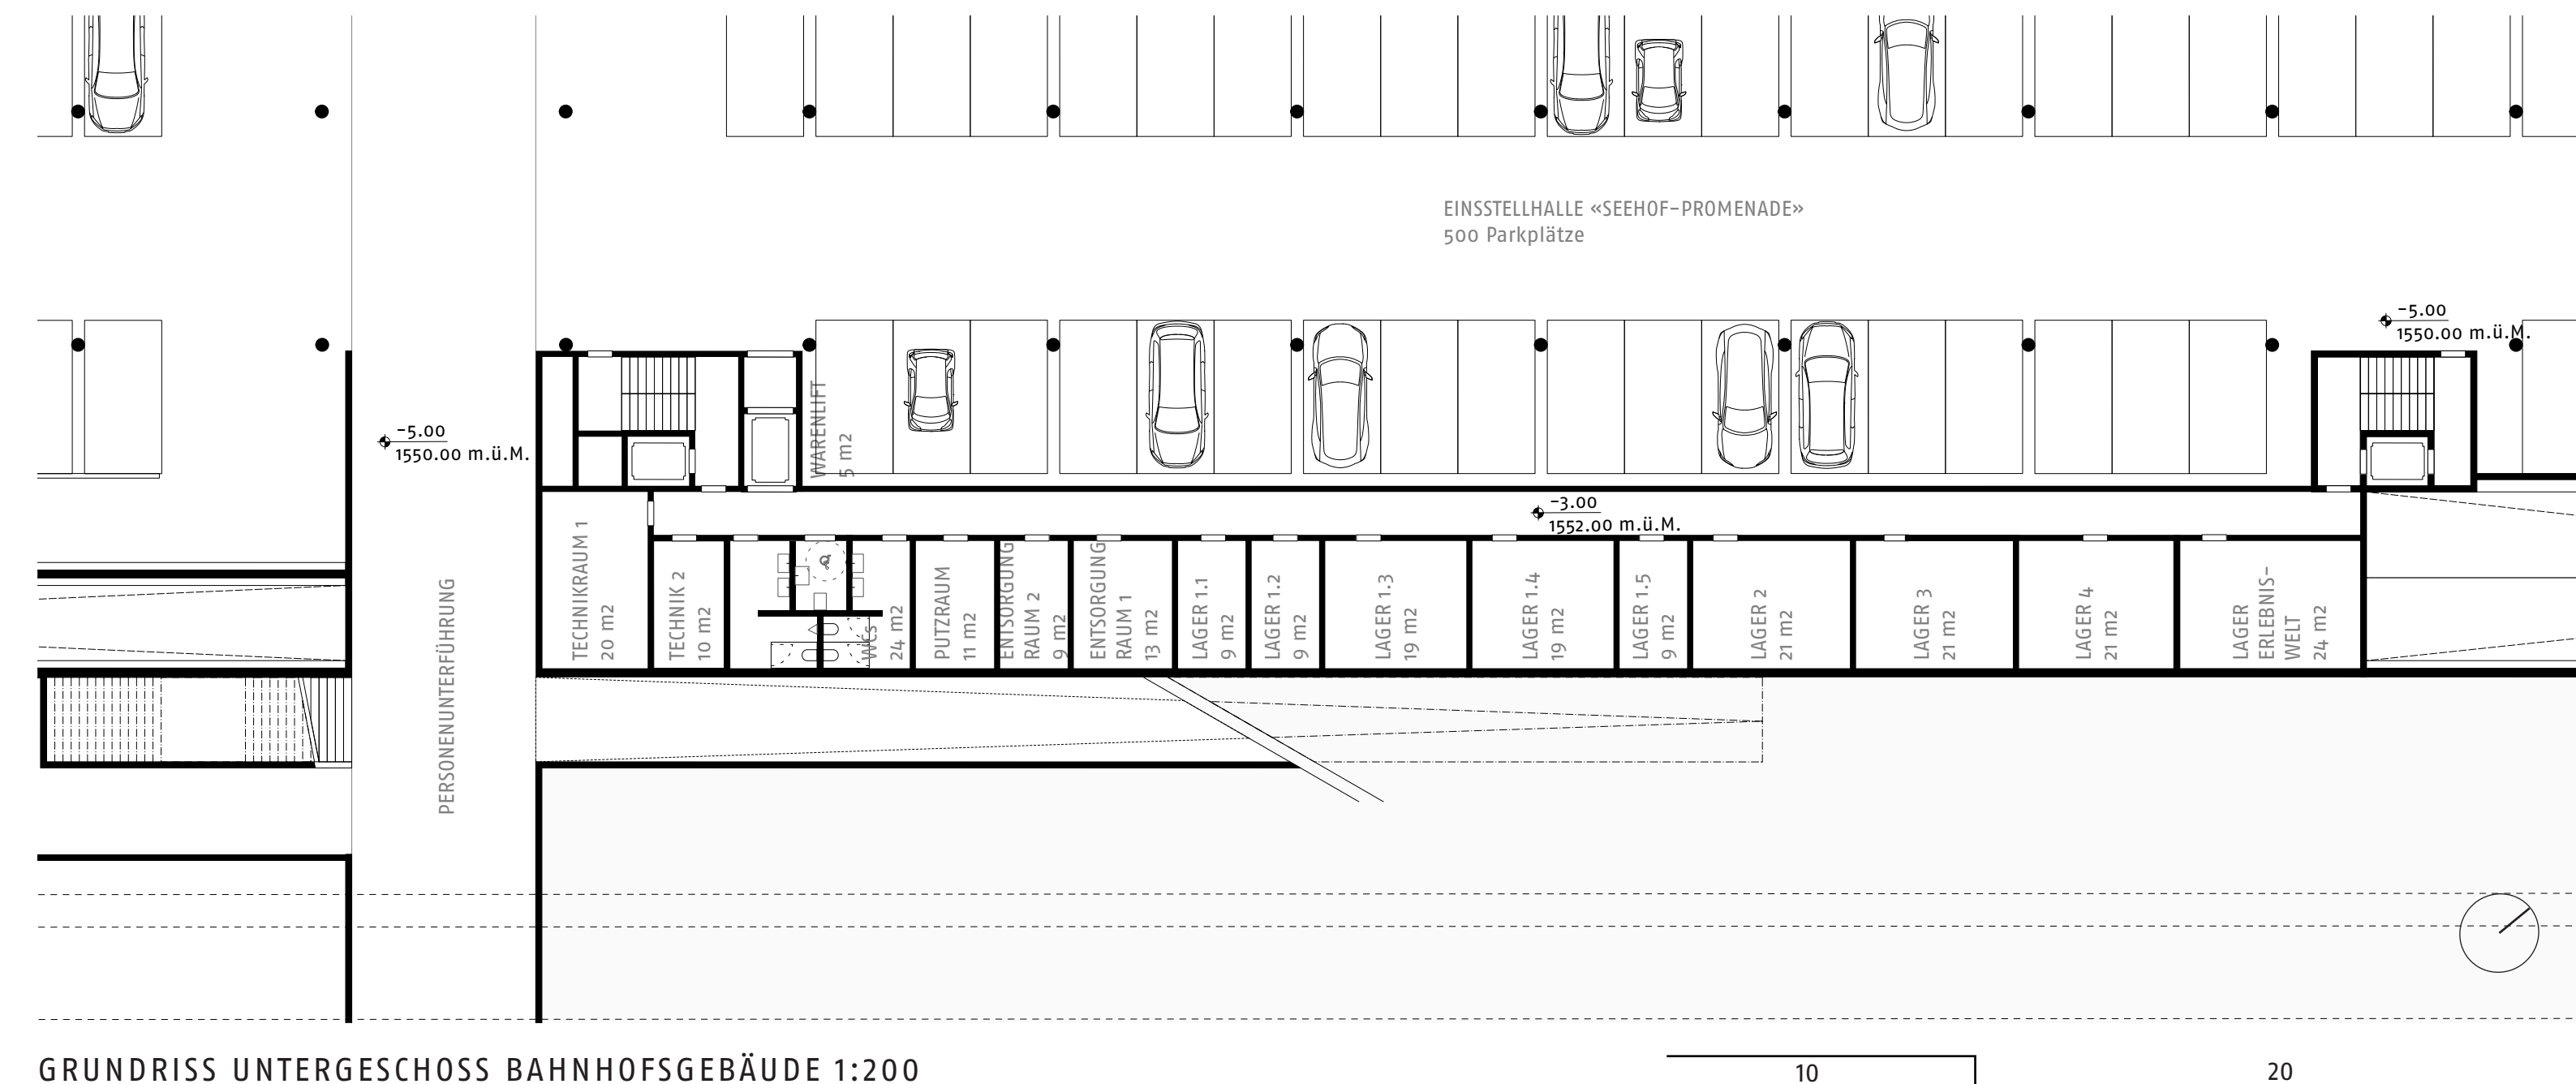 EINSSTELLHALLE «SEEHOF-PROMENADE»
500 Parkplätze
-5.00
1550.00 m.ü.M.
-5.00
1550.00 m.ü.M.
WARENLIFT
5 m2
-3.00
1552.00 m.ü.M.
PERSONENUNTERFÜHRUNG
TECHNIKRAUM 1
20 m2
TECHNIK 2
10 m2
WCs
24 m2
PUTZRAUM
11 m2
ENTSORGUNG
RAUM 2
9 m2
ENTSORGUNG
RAUM 1
13 m2
LAGER 1.1
9 m2
LAGER 1.2
9 m2
LAGER 1.3
19 m2
LAGER 1.4
19 m2
LAGER 1.5
9 m2
LAGER 2
21 m2
LAGER 3
21 m2
LAGER 4
21 m2
LAGER
ERLEBNIS-
WELT
24 m2
GRUNDRISS UNTERGESCHOSS BAHNHOFSGEBÄUDE 1:200
10
20